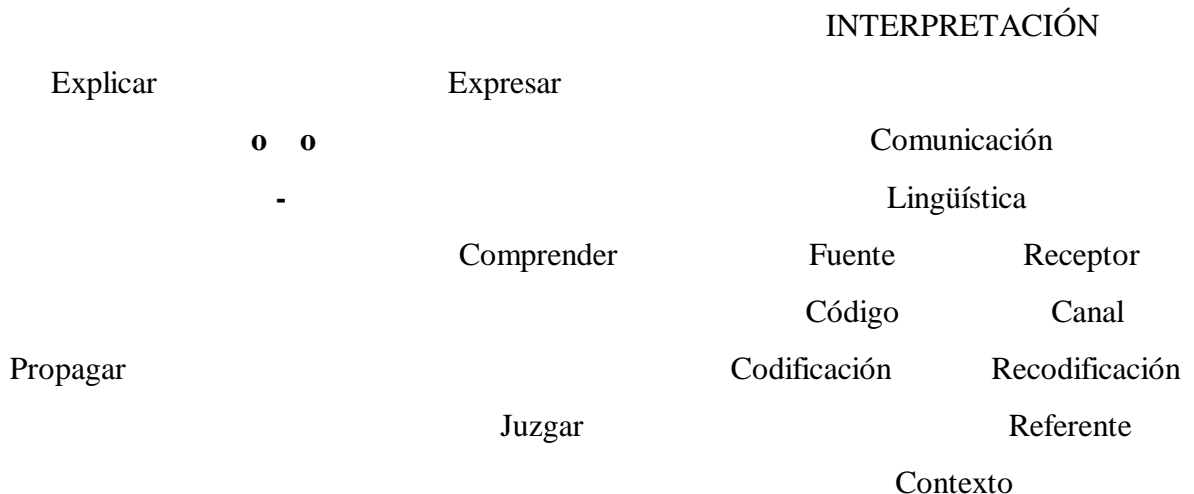 INTERPRETACIÓN
Explicar Expresar
o o Comunicación
- Lingüística
Comprender Fuente Receptor
Código Canal
Propagar Codificación Recodificación
Juzgar Referente
Contexto